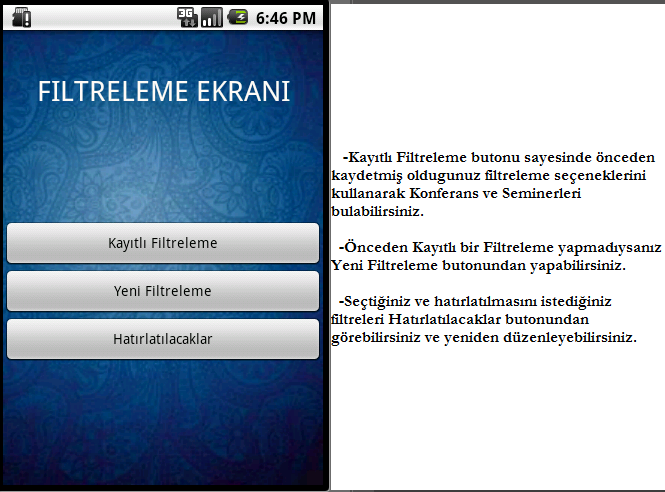 3G
6:46 PM
FILTRELEME EKRANI
Kayıtlı Filtreleme
Yeni Filtreleme
Hatırlatılacaklar
-Kayıtlı Filtreleme butonu sayesinde önceden
kaydetmiş oldugunuz filtreleme seçeneklerini
kullanarak Konferans ve Seminerleri
bulabilirsiniz.
-Önceden Kayıtlı bir Filtreleme yapmadıysanız
Yeni Filtreleme butonundan yapabilirsiniz.
-Seçtiğiniz ve hatırlatılmasını istediğiniz
filtreleri Hatırlatılacaklar butonundan
görebilirsiniz ve yeniden düzenleyebilirsiniz.